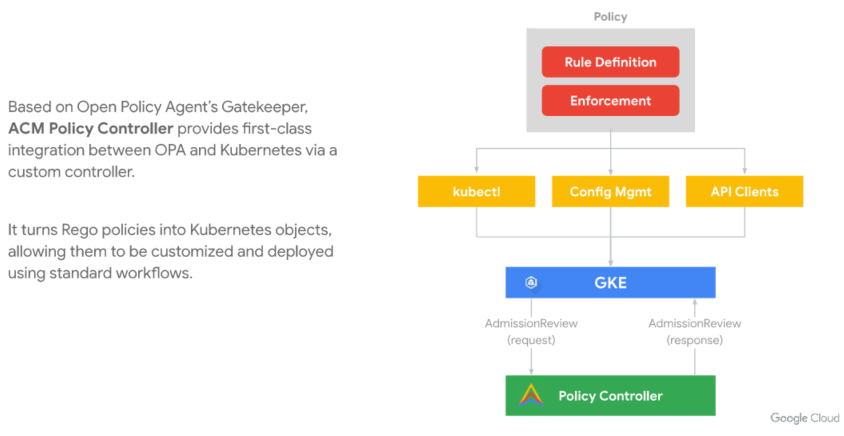 Based on Open Policy Agent's Gatekeeper,
ACM Policy Controller provides first-class
integration between OPA and Kubernetes via a
custom controller.
It turns Rego policies into Kubernetes objects,
allowing them to be customized and deployed
using standard workflows.
Policy
Rule Definition
Enforcement
kubectl
Config Mgmt
API Clients
GKE
AdmissionReview
(request)
AdmissionReview
(response)
Policy Controller
Google Cloud